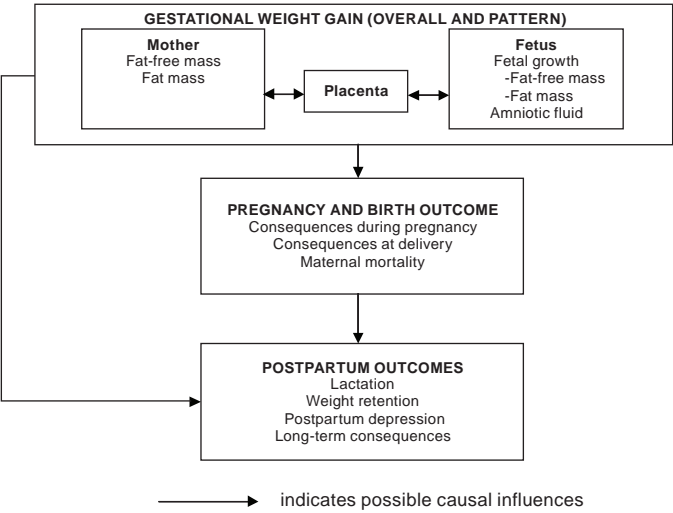 GESTATIONAL WEIGHT GAIN (OVERALL AND PATTERN)
Mother
Fat-free mass
Fat mass
Placenta
Fetus
Fetal growth
-Fat-free mass
-Fat mass
Amniotic fluid
PREGNANCY AND BIRTH OUTCOME
Consequences during pregnancy
Consequences at delivery
Maternal mortality
POSTPARTUM OUTCOMES
Lactation
Weight retention
Postpartum depression
Long-term consequences
indicates possible causal influences